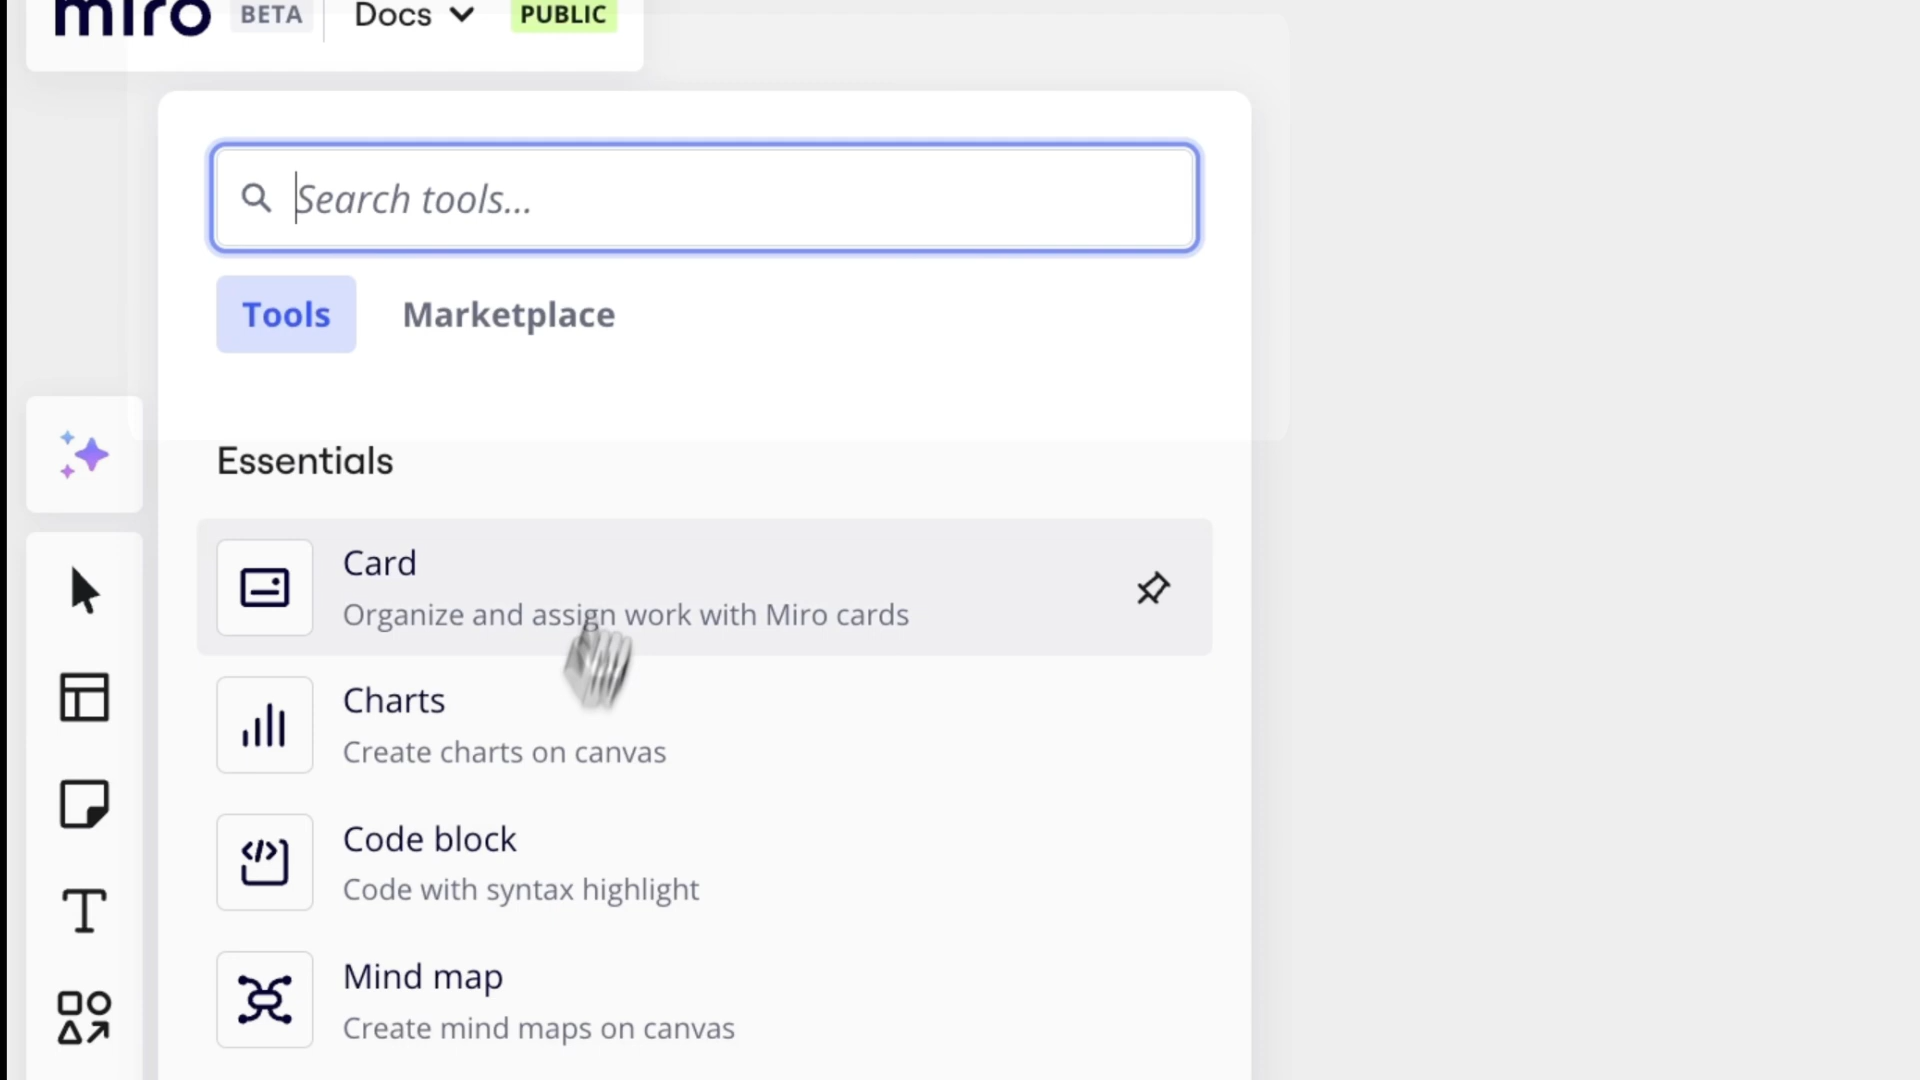 miro BETA Docs PUBLIC
Search tools...
Tools Marketplace
Essentials
Card
Organize and assign work with Miro cards
Charts
Create charts on canvas
Code block
Code with syntax highlight
Mind map
Create mind maps on canvas